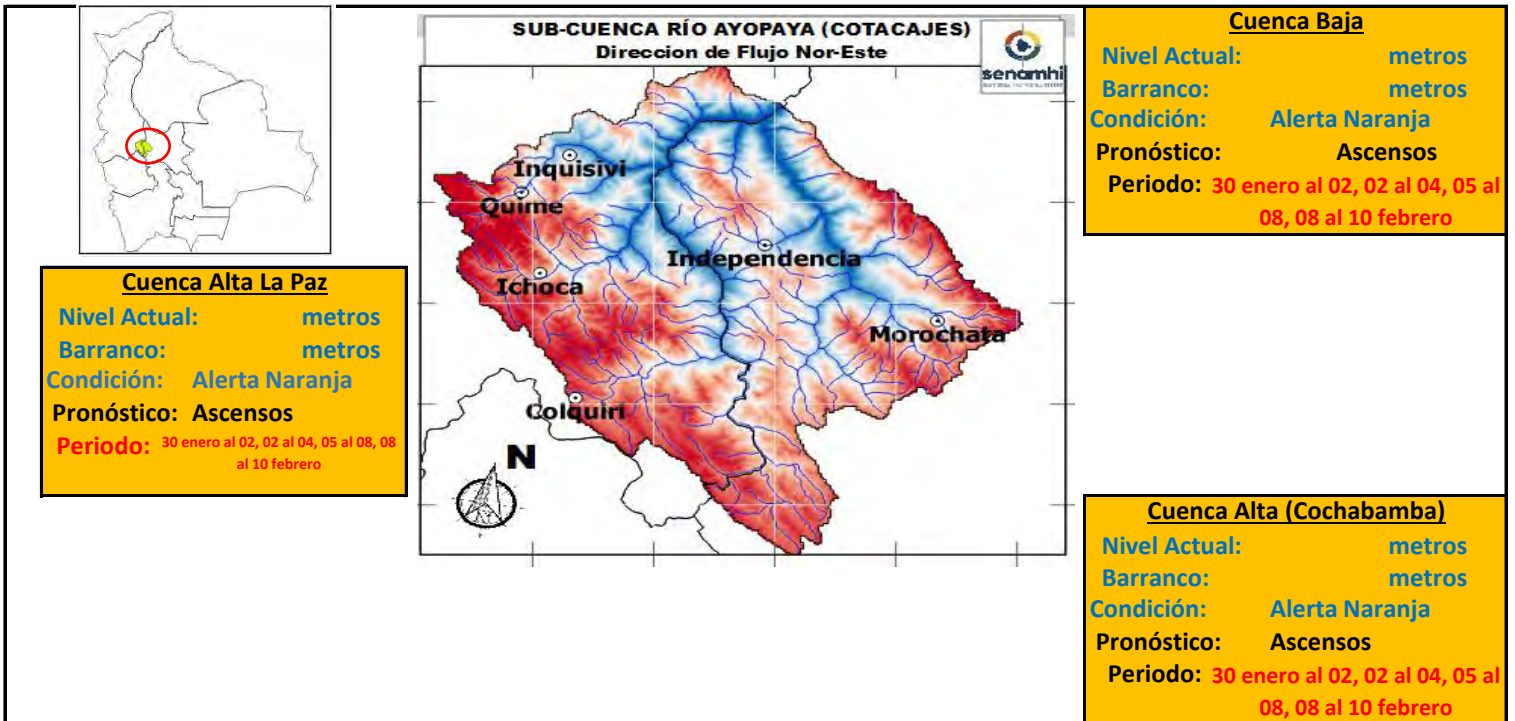 SUB-CUENCA RÍO AYOPAYA (COTACAJES)
Direccion de Flujo Nor-Este
senamhi
Inquisivi
Quime
Independencia
Ichoca
Morochata
Colquiri
N
Cuenca Alta La Paz
Nivel Actual: metros
Barranco: metros
Condición: Alerta Naranja
Pronóstico: Ascensos
Periodo: 30 enero al 02, 02 al 04, 05 al 08, 08
al 10 febrero
Cuenca Baja
Nivel Actual: metros
Barranco: metros
Condición: Alerta Naranja
Pronóstico: Ascensos
Periodo: 30 enero al 02, 02 al 04, 05 al
08, 08 al 10 febrero
Cuenca Alta (Cochabamba)
Nivel Actual: metros
Barranco: metros
Condición: Alerta Naranja
Pronóstico: Ascensos
Periodo: 30 enero al 02, 02 al 04, 05 al
08, 08 al 10 febrero